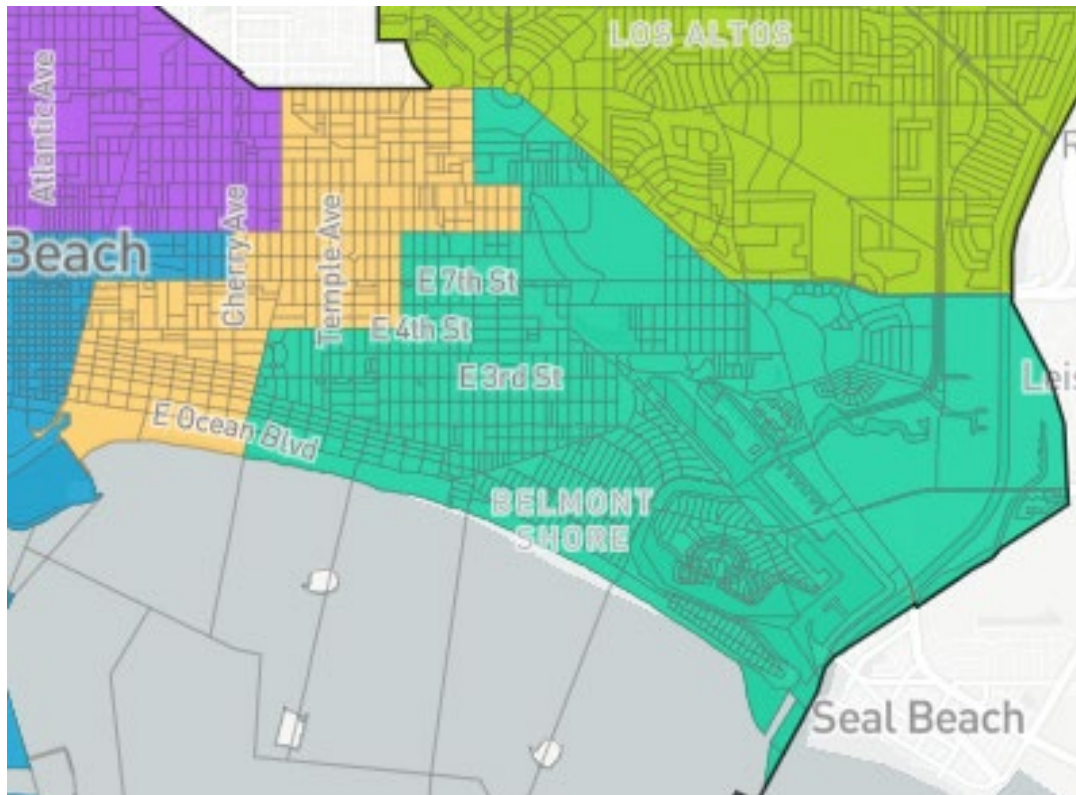 LOS ALTOS
Atlantic Ave
R
Beach
Cherry Ave
Temple Ave
E 7th St
E 4th St
E 3rd St
Leis
E Ocean Blvd
BELMONT
SHORE
Seal Beach